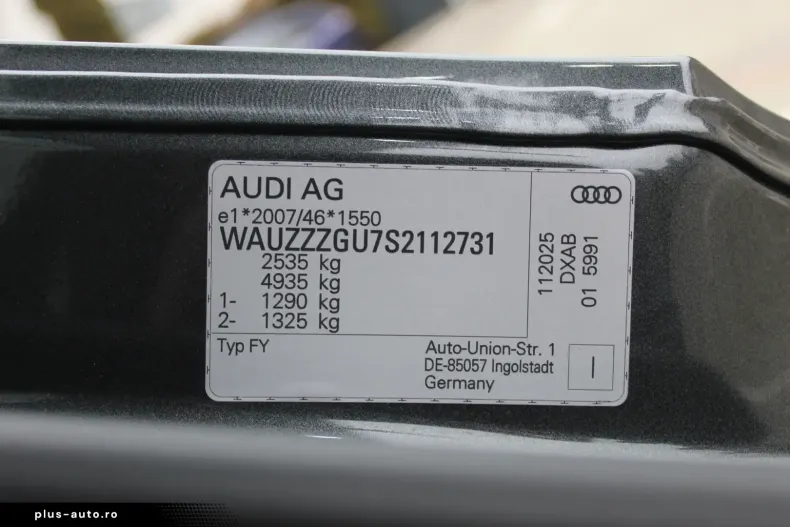 AUDI AG
e1*2007/46*1550
WAUZZZGU7S2112731
2535 kg
4935 kg
1- 1290 kg
2- 1325 kg
Typ FY
Auto-Union-Str. 1
DE-85057 Ingolstadt
Germany
I
112025
DXAB
01 5991
plus-auto.ro